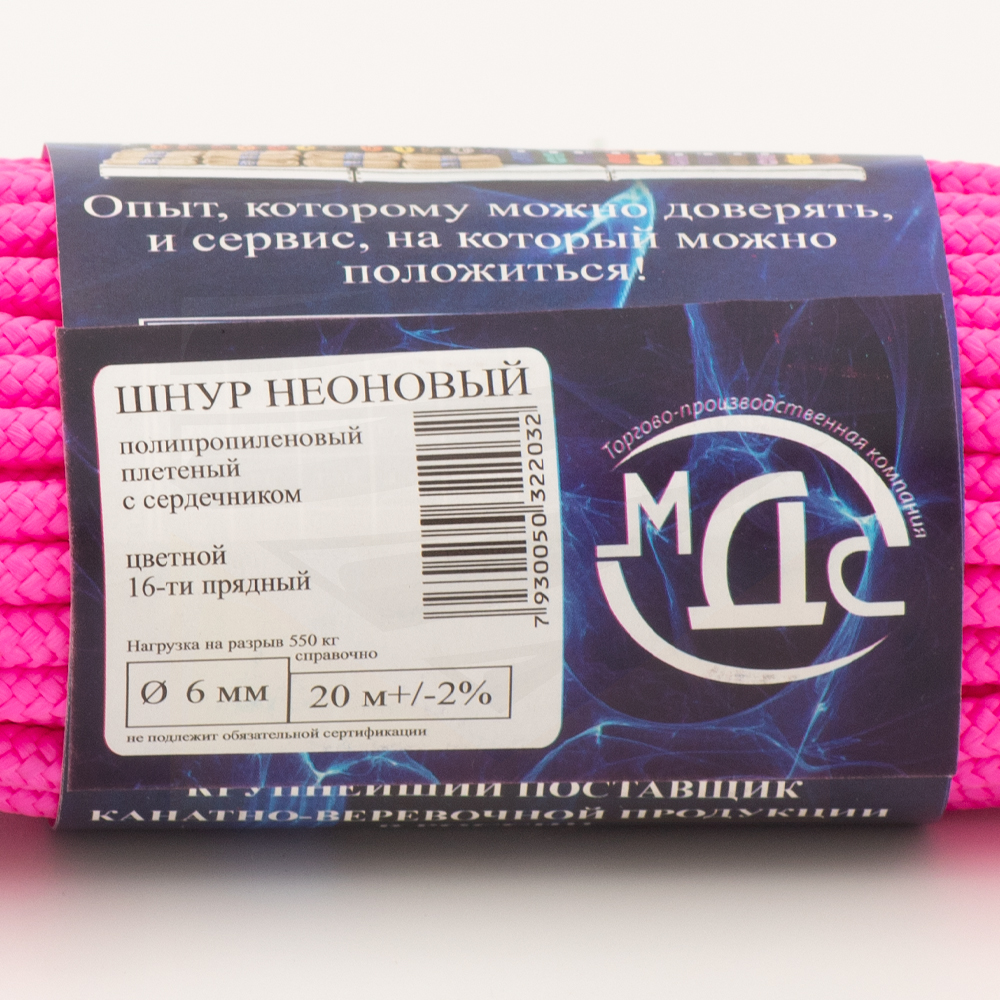 Опыт, которому можно доверять,
и сервис, на который можно
положиться!
ШНУР НЕОНОВЫЙ
полипропиленовый
плетеный
с сердечником
цветной
16-ти прядный
Нагрузка на разрыв 550 кг
справочно
Ø 6 мм
20 м+/-2%
не подлежит обязательной сертификации
7 930050 322032
Торгово-производственная компания
МДС
КРУПНЕЙШИЙ ПОСТАВЩИК
КАНАТНО-ВЕРЕВОЧНОЙ ПРОДУКЦИИ